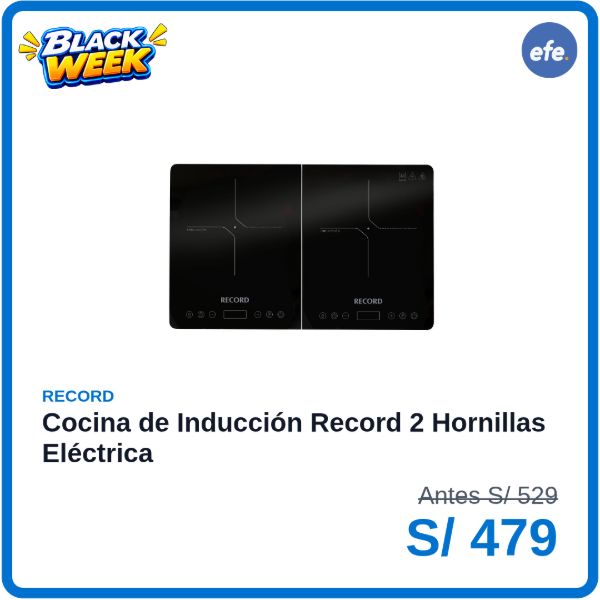 BLACK
WEEK
efe.
RECORD
RECORD
RECORD
Cocina de Inducción Record 2 Hornillas
Eléctrica
Antes S/ 529
S/ 479